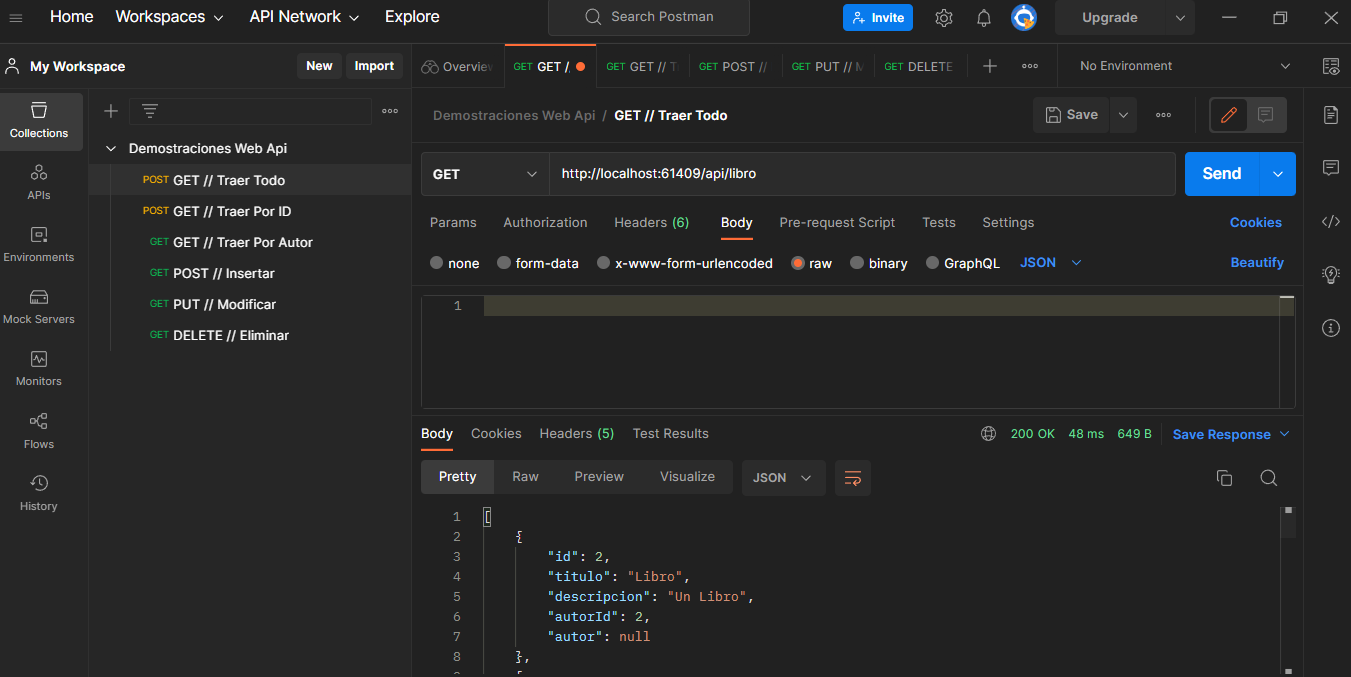 Home Workspaces API Network Explore Search Postman Invite Upgrade
My Workspace New Import Overview GET GET /, GET GET // T GET POST // GET PUT // M GET DELETE No Environment
Collections
APIs
Environments
Mock Servers
Monitors
Flows
History
Demostraciones Web Api
POST GET // Traer Todo
POST GET // Traer Por ID
GET GET // Traer Por Autor
GET POST // Insertar
GET PUT // Modificar
GET DELETE // Eliminar
Demostraciones Web Api / GET // Traer Todo Save
GET http://localhost:61409/api/libro Send
Params Authorization Headers (6) Body Pre-request Script Tests Settings Cookies
none form-data x-www-form-urlencoded raw binary GraphQL JSON Beautify
1
Body Cookies Headers (5) Test Results 200 OK 48 ms 649 B Save Response
Pretty Raw Preview Visualize JSON
1 [
2 {
3 "id": 2,
4 "titulo": "Libro",
5 "descripcion": "Un Libro",
6 "autorId": 2,
7 "autor": null
8 },